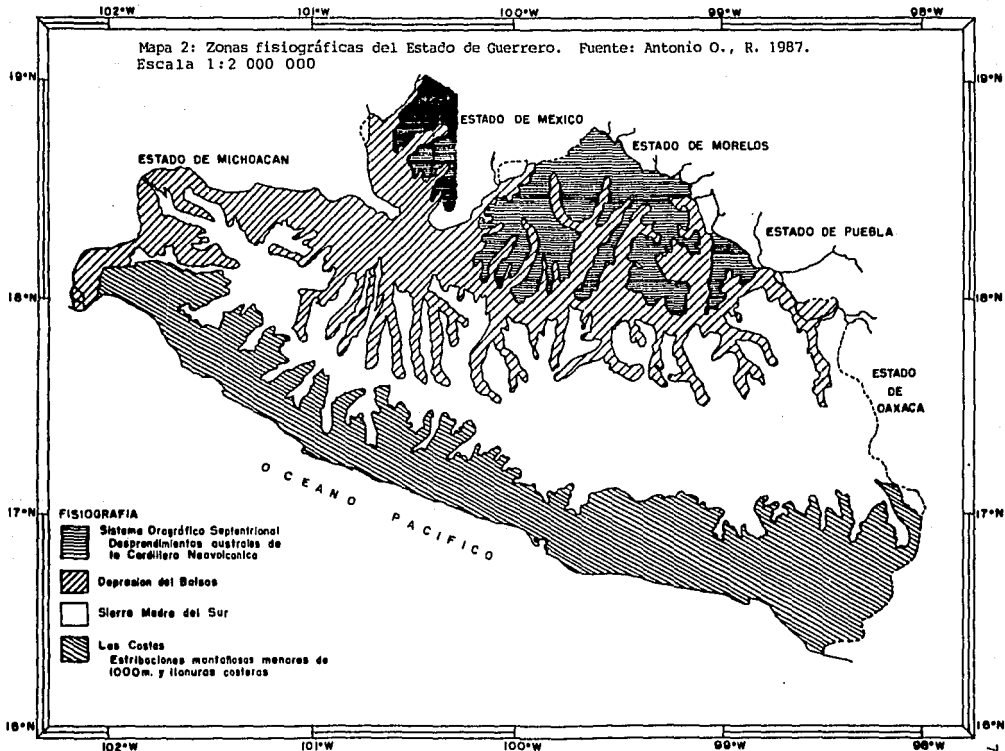 102°W 101°W 100°W 99°W 98°W
Mapa 2: Zonas fisiográficas del Estado de Guerrero. Fuente: Antonio O., R. 1987.
Escala 1:2 000 000
19°N 19°N
ESTADO DE MEXICO
ESTADO DE MORELOS
ESTADO DE MICHOACAN
ESTADO DE PUEBLA
18°N 18°N
ESTADO
DE
OAXACA
OCEANO PACIFICO
17°N 17°N
FISIOGRAFIA
Sistema Orográfico Septentrional
Desprendimientos australes de
la Cordillera Neovolcanica
Depresion del Balsas
Sierra Madre del Sur
Las Costas
Estribaciones montañosas menores de
1000m. y llanuras costeras
16°N 16°N
102°W 101°W 100°W 99°W 98°W